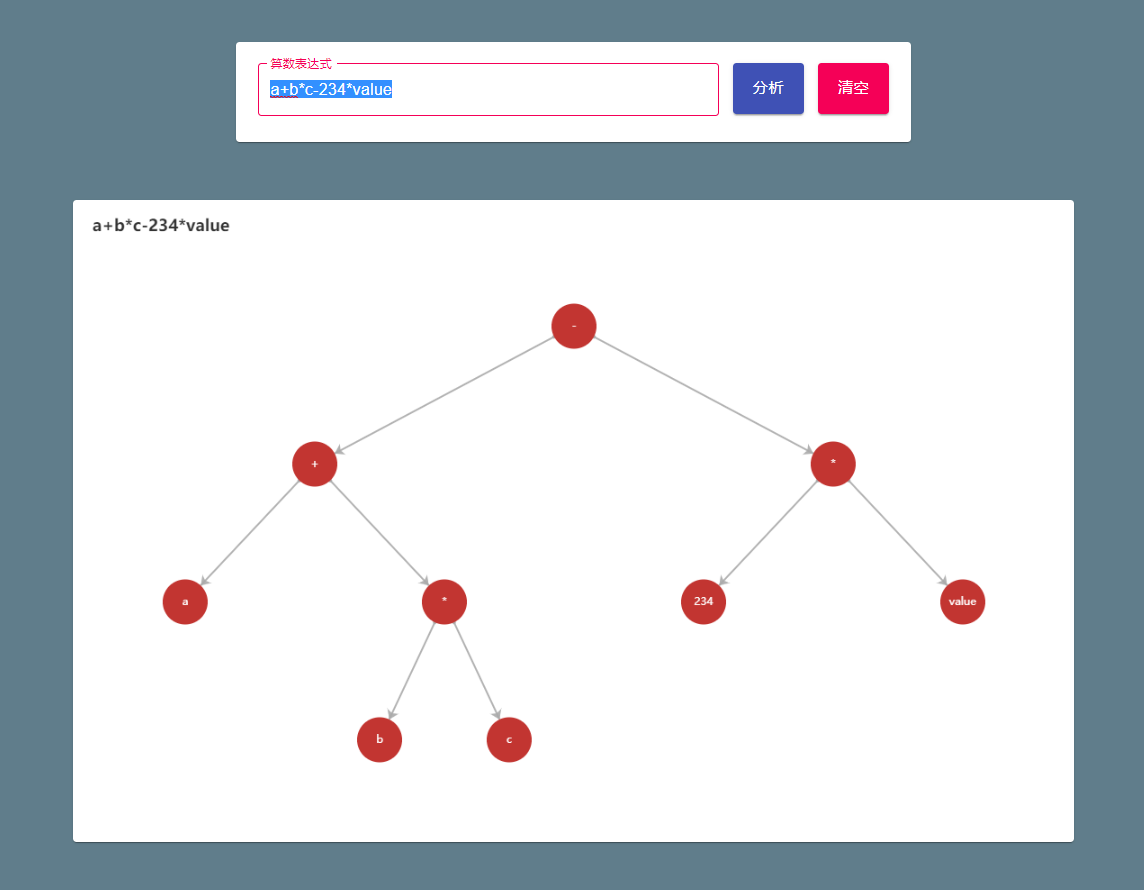 算数表达式
a+b*c-234*value
分析
清空
a+b*c-234*value
-
+
*
a
*
234
value
b
c